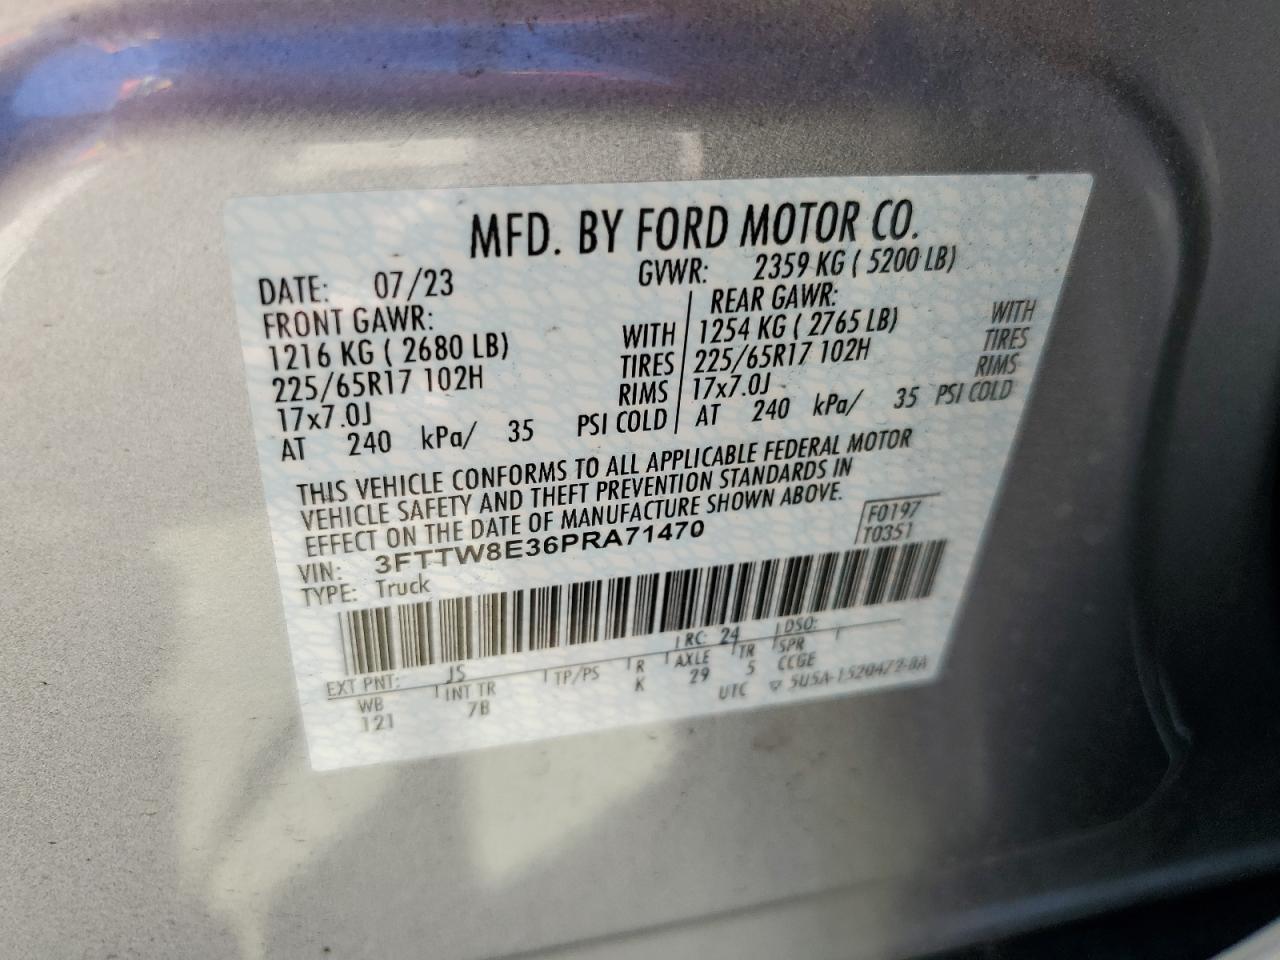 MFD. BY FORD MOTOR CO.
DATE: 07/23 GVWR: 2359 KG ( 5200 LB)
FRONT GAWR: REAR GAWR:
1216 KG ( 2680 LB) WITH 1254 KG ( 2765 LB) WITH
225/65R17 102H TIRES 225/65R17 102H TIRES
17x7.0J RIMS 17x7.0J RIMS
AT 240 kPa/ 35 PSI COLD AT 240 kPa/ 35 PSI COLD
THIS VEHICLE CONFORMS TO ALL APPLICABLE FEDERAL MOTOR
VEHICLE SAFETY AND THEFT PREVENTION STANDARDS IN
EFFECT ON THE DATE OF MANUFACTURE SHOWN ABOVE.
F0197
VIN: 3FTTW8E36PRA71470 T0351
TYPE: Truck
EXT PNT: JS RC: 24 DSO:
WB INT TR TP/PS R AXLE TR SPR
121 7B K 29 5 CCGE
UTC 5U5A-1520472-BA